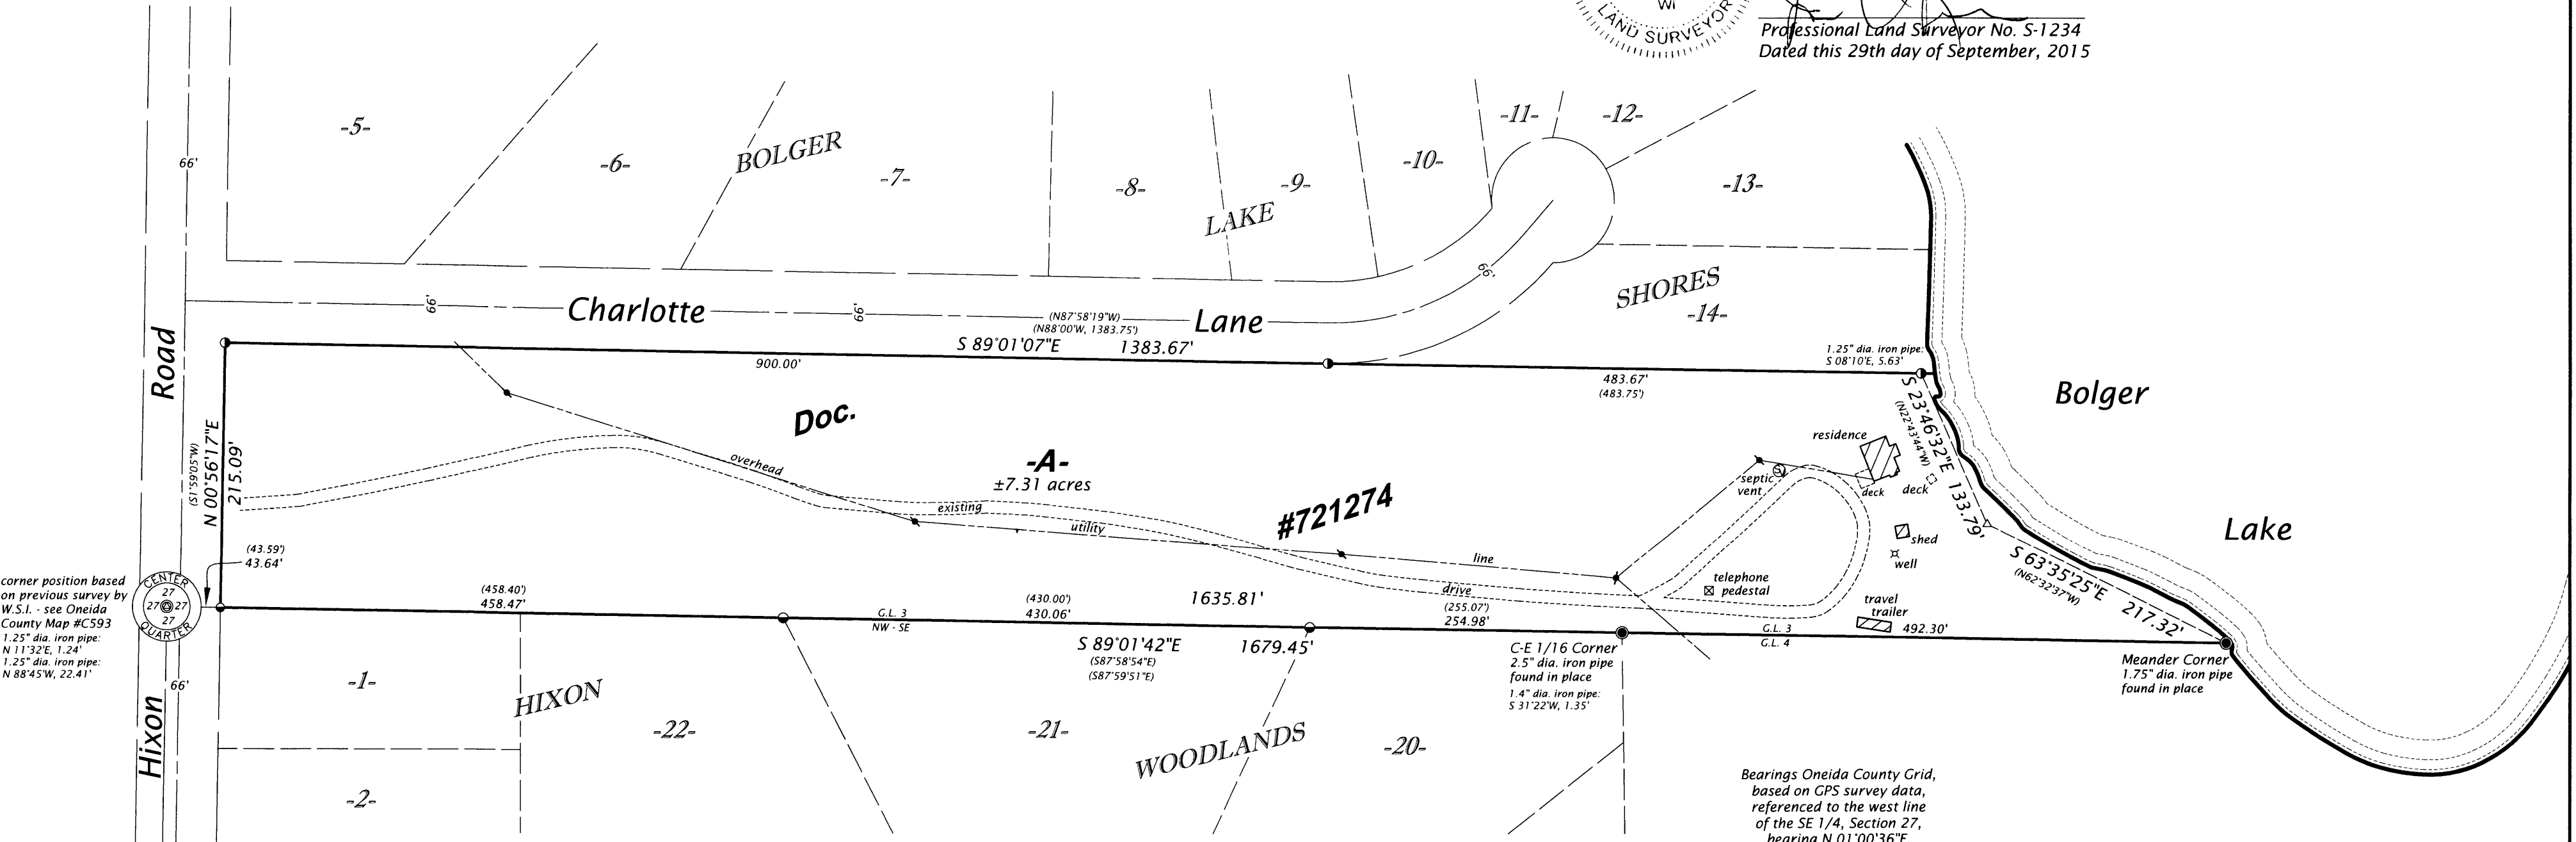 WI
LAND SURVEYOR
Professional Land Surveyor No. S-1234
Dated this 29th day of September, 2015
-5-
-6-
BOLGER
-7-
-8-
LAKE
-9-
-10-
-11-
-12-
-13-
SHORES
-14-
66'
66'
Charlotte
66'
(N87°58'19"W)
(N88°00'W, 1383.75')
Lane
66'
S 89°01'07"E
1383.67'
900.00'
1.25" dia. iron pipe:
S 08°10'E, 5.63'
483.67'
(483.75')
Road
(S1°59'05"W)
N 00°56'17"E
215.09'
Doc.
-A-
±7.31 acres
#721274
overhead
existing
utility
line
drive
residence
septic
vent
deck
deck
shed
well
telephone
pedestal
travel
trailer
S 23°46'32"E
133.79'
(N22°43'44"W)
S 63°35'25"E
217.32'
(N62°32'37"W)
Bolger
Lake
(43.59')
43.64'
corner position based
on previous survey by
W.S.I. - see Oneida
County Map #C593
1.25" dia. iron pipe:
N 11°32'E, 1.24'
1.25" dia. iron pipe:
N 88°45'W, 22.41'
CENTER
27
27 27
27
QUARTER
(458.40')
458.47'
G.L. 3
NW - SE
(430.00')
430.06'
1635.81'
(255.07')
254.98'
G.L. 3
G.L. 4
492.30'
S 89°01'42"E
1679.45'
(S87°58'54"E)
(S87°59'51"E)
C-E 1/16 Corner
2.5" dia. iron pipe
found in place
1.4" dia. iron pipe:
S 31°22'W, 1.35'
Meander Corner
1.75" dia. iron pipe
found in place
Hixon
66'
-1-
-2-
HIXON
-22-
-21-
WOODLANDS
-20-
Bearings Oneida County Grid,
based on GPS survey data,
referenced to the west line
of the SE 1/4, Section 27,
bearing N 01°00'36"E